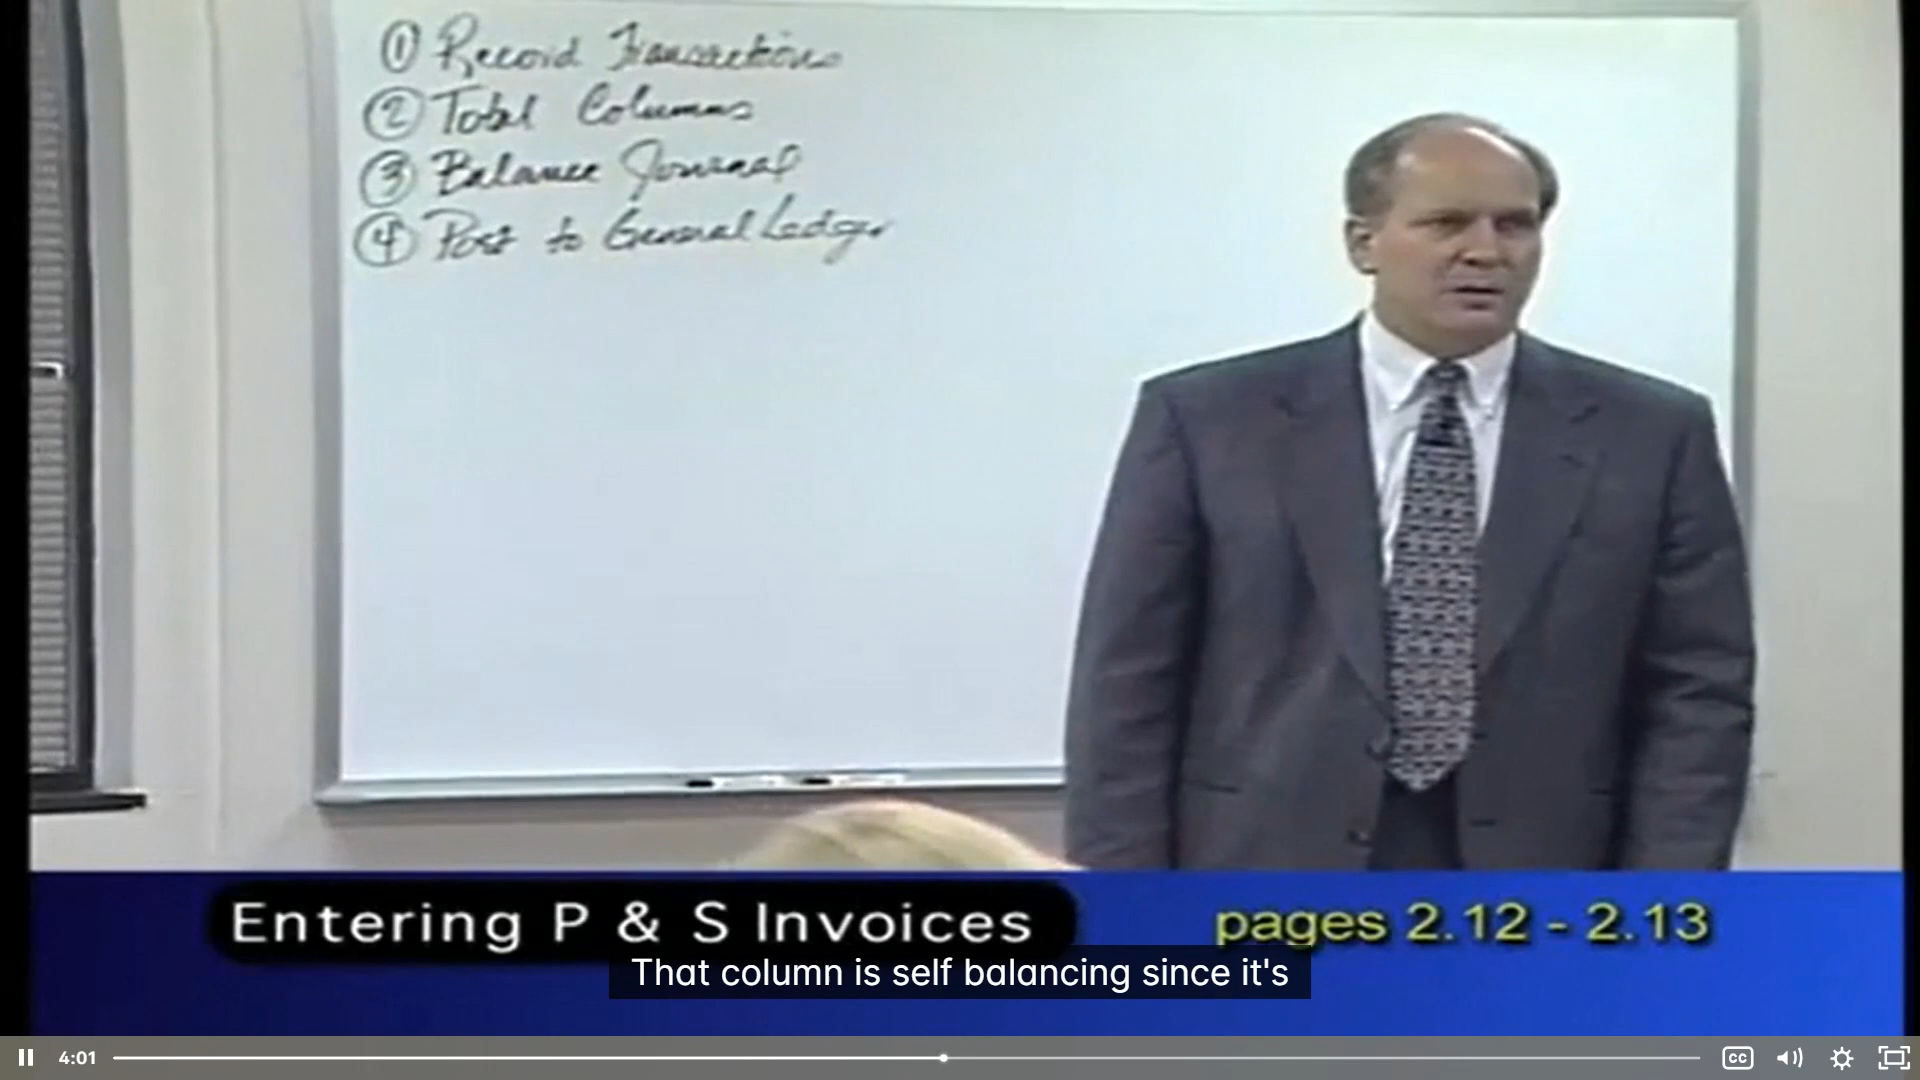 ① Record Transactions
② Total Columns
③ Balance Journal
④ Post to General Ledger
Entering P & S Invoices
pages 2.12 - 2.13
That column is self balancing since it's
4:01
CC